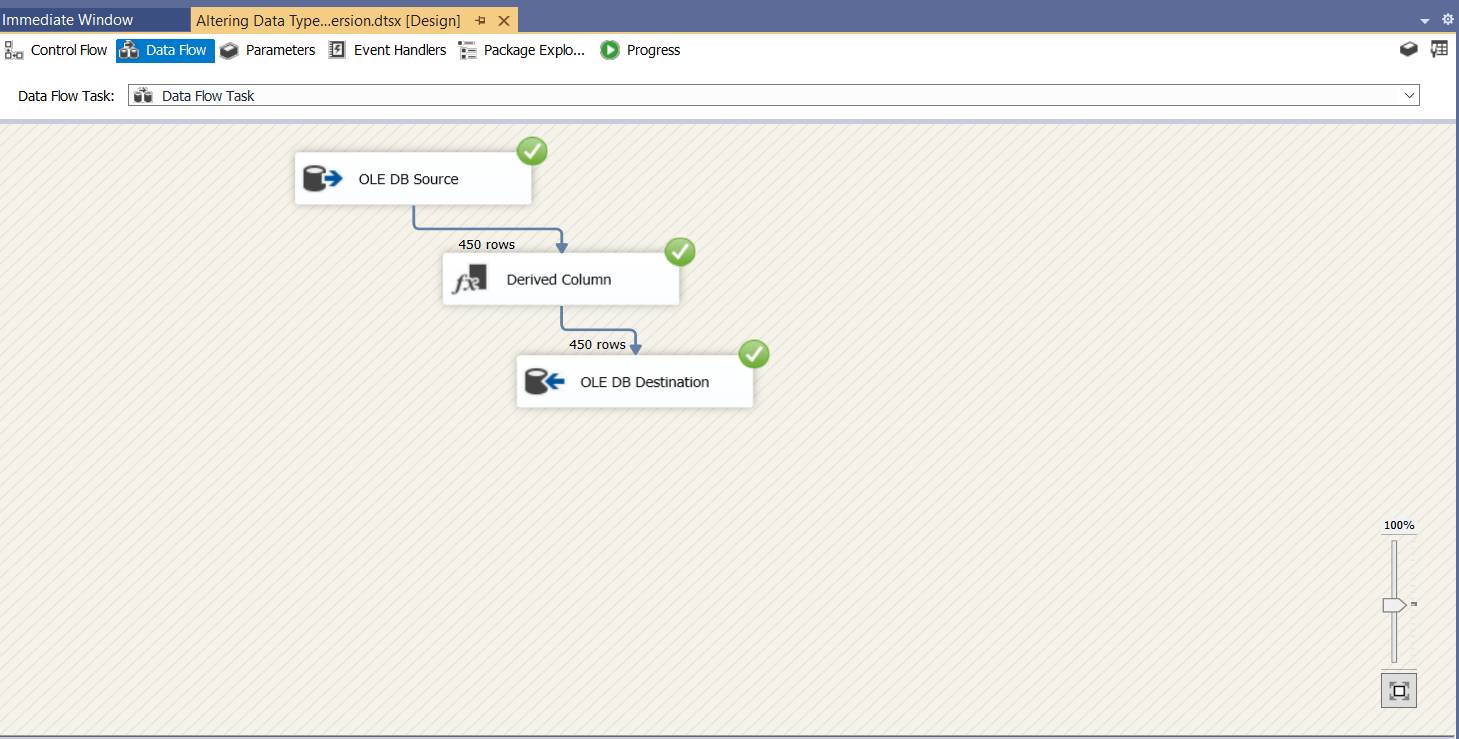 Immediate Window
Altering Data Type...ersion.dtsx [Design]
Control Flow
Data Flow
Parameters
Event Handlers
Package Explo...
Progress
Data Flow Task:
Data Flow Task
OLE DB Source
450 rows
Derived Column
450 rows
OLE DB Destination
100%